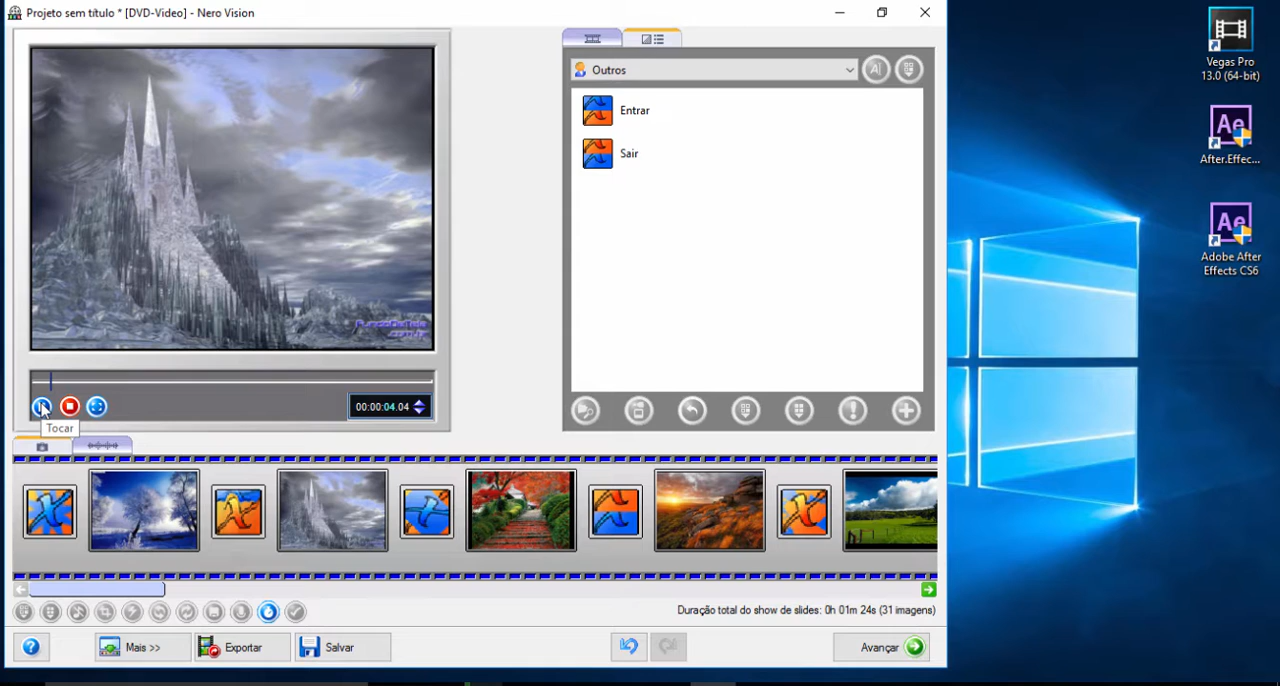 Projeto sem título * [DVD-Video] - Nero Vision
Vegas Pro
13.0 (64-bit)
Outros
Entrar
Sair
After.Effec...
Adobe After
Effects CS6
00:00:04.04
Tocar
Duração total do show de slides: 0h 01m 24s (31 imagens)
Mais >>
Exportar
Salvar
Avançar